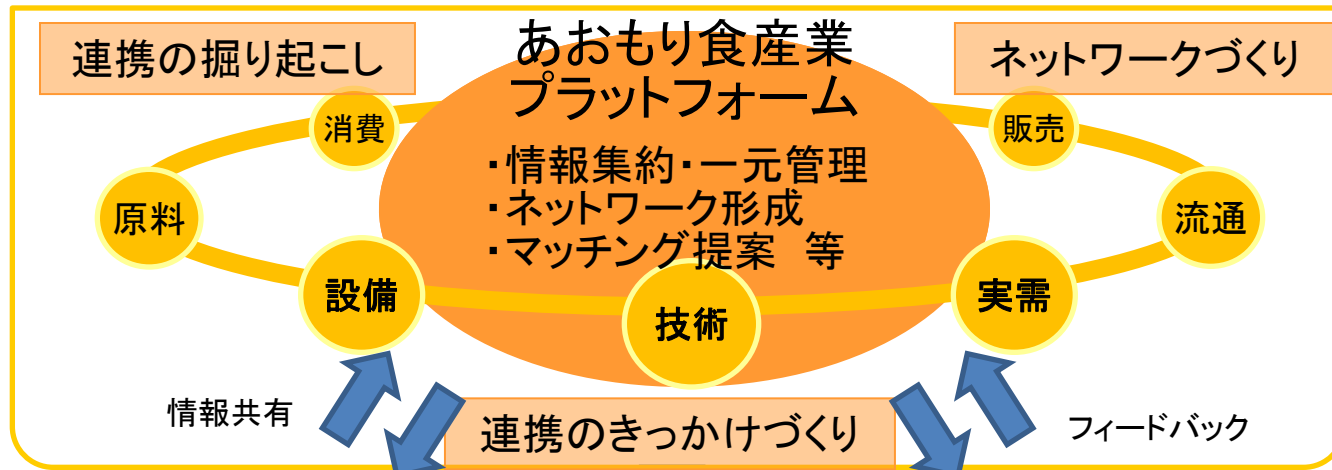 連携の掘り起こし
あおもり食産業
プラットフォーム
ネットワークづくり
・情報集約・一元管理
・ネットワーク形成
・マッチング提案　等
消費
販売
原料
流通
設備
技術
実需
情報共有
連携のきっかけづくり
フィードバック